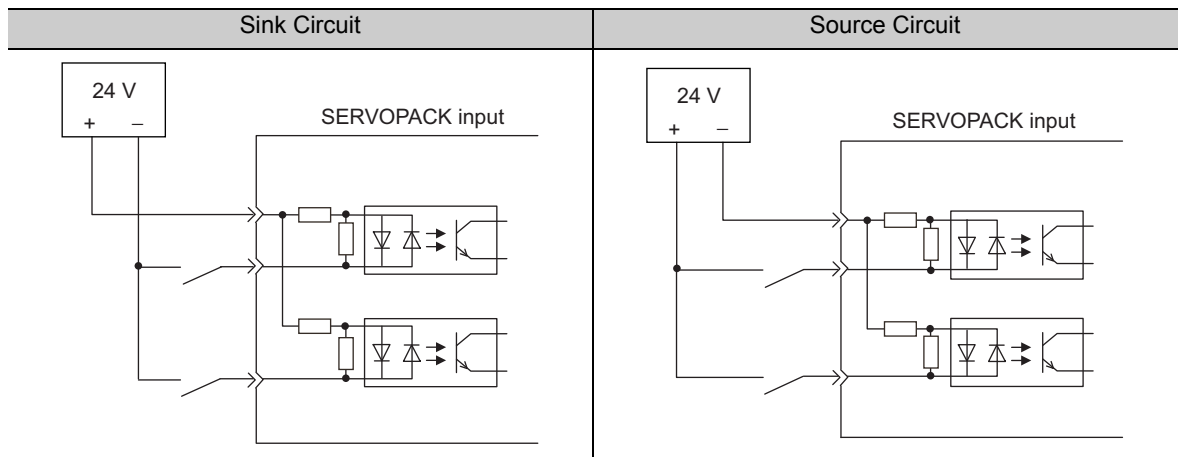 Sink Circuit
Source Circuit
24 V
+ −
SERVOPACK input
24 V
+ −
SERVOPACK input